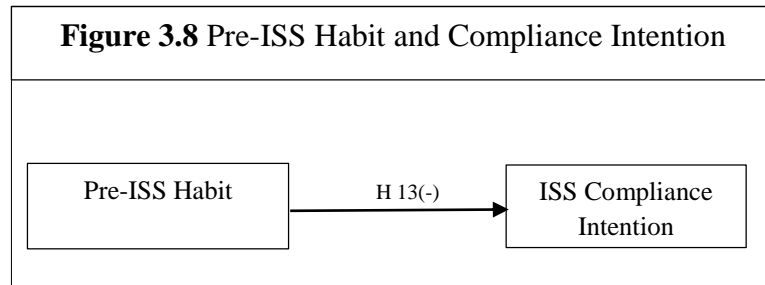 Figure 3.8 Pre-ISS Habit and Compliance Intention
Pre-ISS Habit
H 13(-)
ISS Compliance
Intention